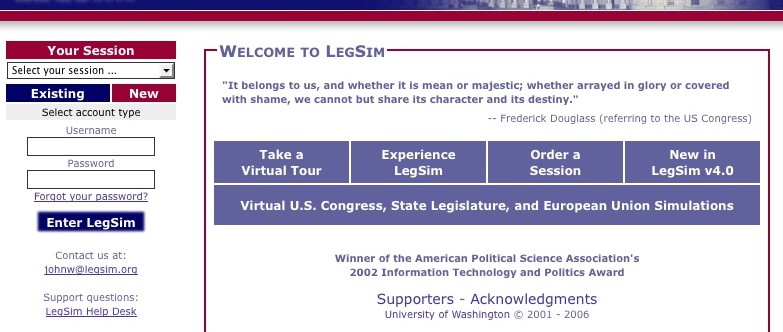 Your Session
Select your session ...
Existing New
Select account type
Username
Password
Forgot your password?
Enter LegSim
Contact us at:
johnw@legsim.org
Support questions:
LegSim Help Desk
WELCOME TO LEGSIM
"It belongs to us, and whether it is mean or majestic; whether arrayed in glory or covered
with shame, we cannot but share its character and its destiny."
-- Frederick Douglass (referring to the US Congress)
Take a
Virtual Tour
Experience
LegSim
Order a
Session
New in
LegSim v4.0
Virtual U.S. Congress, State Legislature, and European Union Simulations
Winner of the American Political Science Association's
2002 Information Technology and Politics Award
Supporters - Acknowledgments
University of Washington © 2001 - 2006